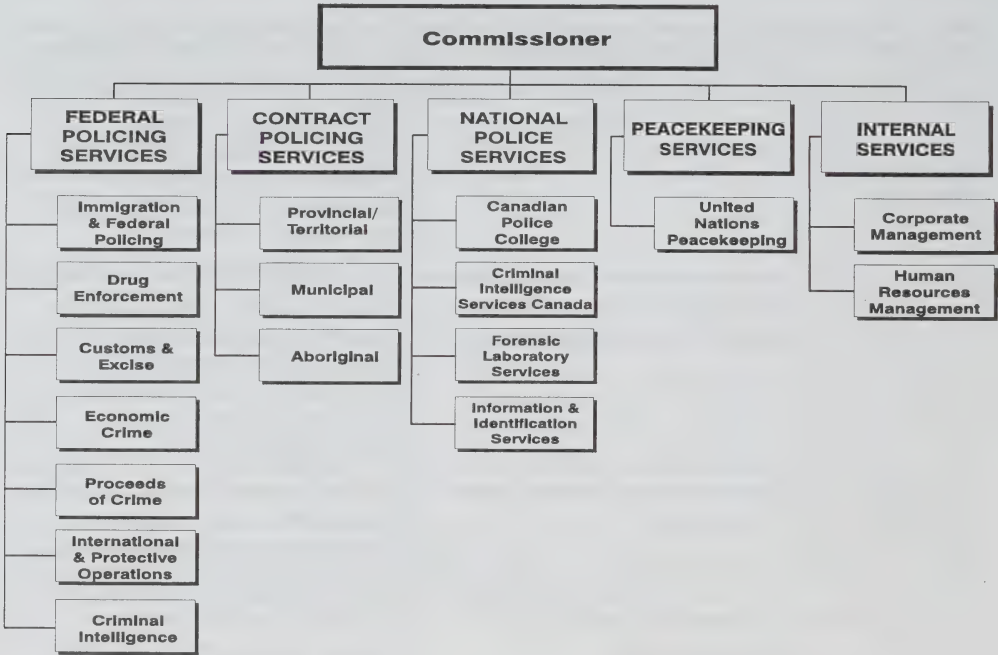 Commissioner
FEDERAL
POLICING
SERVICES
Immigration
& Federal
Policing
Drug
Enforcement
Customs &
Excise
Economic
Crime
Proceeds
of Crime
International
& Protective
Operations
Criminal
Intelligence
CONTRACT
POLICING
SERVICES
Provincial/
Territorial
Municipal
Aboriginal
NATIONAL
POLICE
SERVICES
Canadian
Police
College
Criminal
Intelligence
Services Canada
Forensic
Laboratory
Services
Information &
Identification
Services
PEACEKEEPING
SERVICES
United
Nations
Peacekeeping
INTERNAL
SERVICES
Corporate
Management
Human
Resources
Management